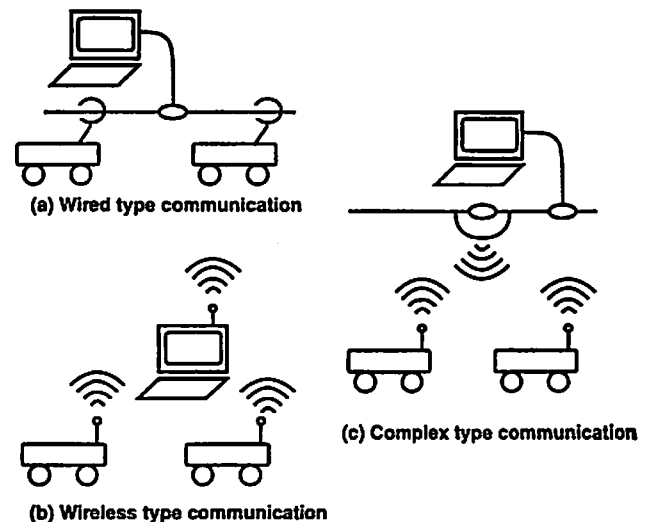 (a) Wired type communication
(b) Wireless type communication
(c) Complex type communication